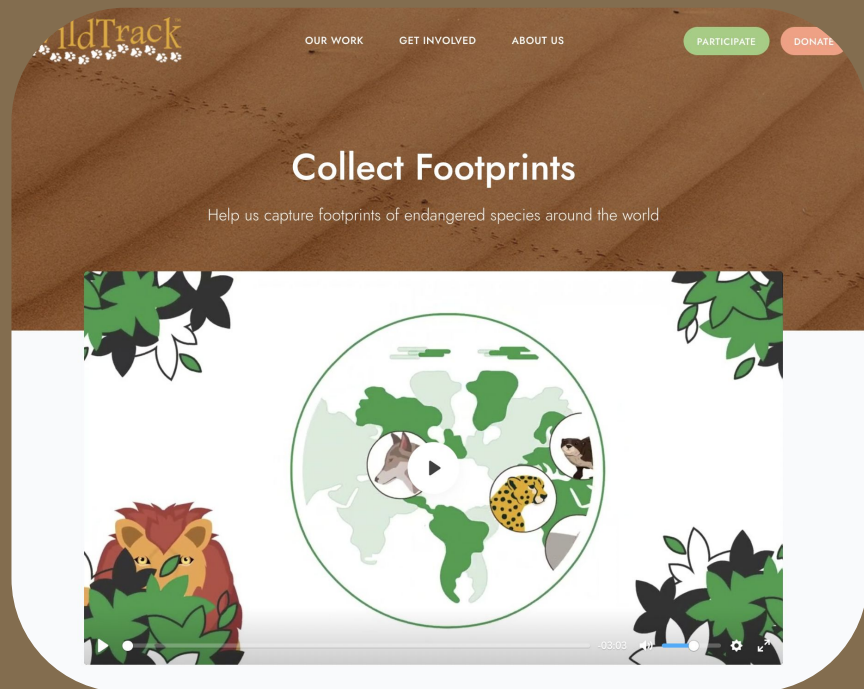 ildTrack
OUR WORK
GET INVOLVED
ABOUT US
PARTICIPATE
DONATE
Collect Footprints
Help us capture footprints of endangered species around the world
-03:03